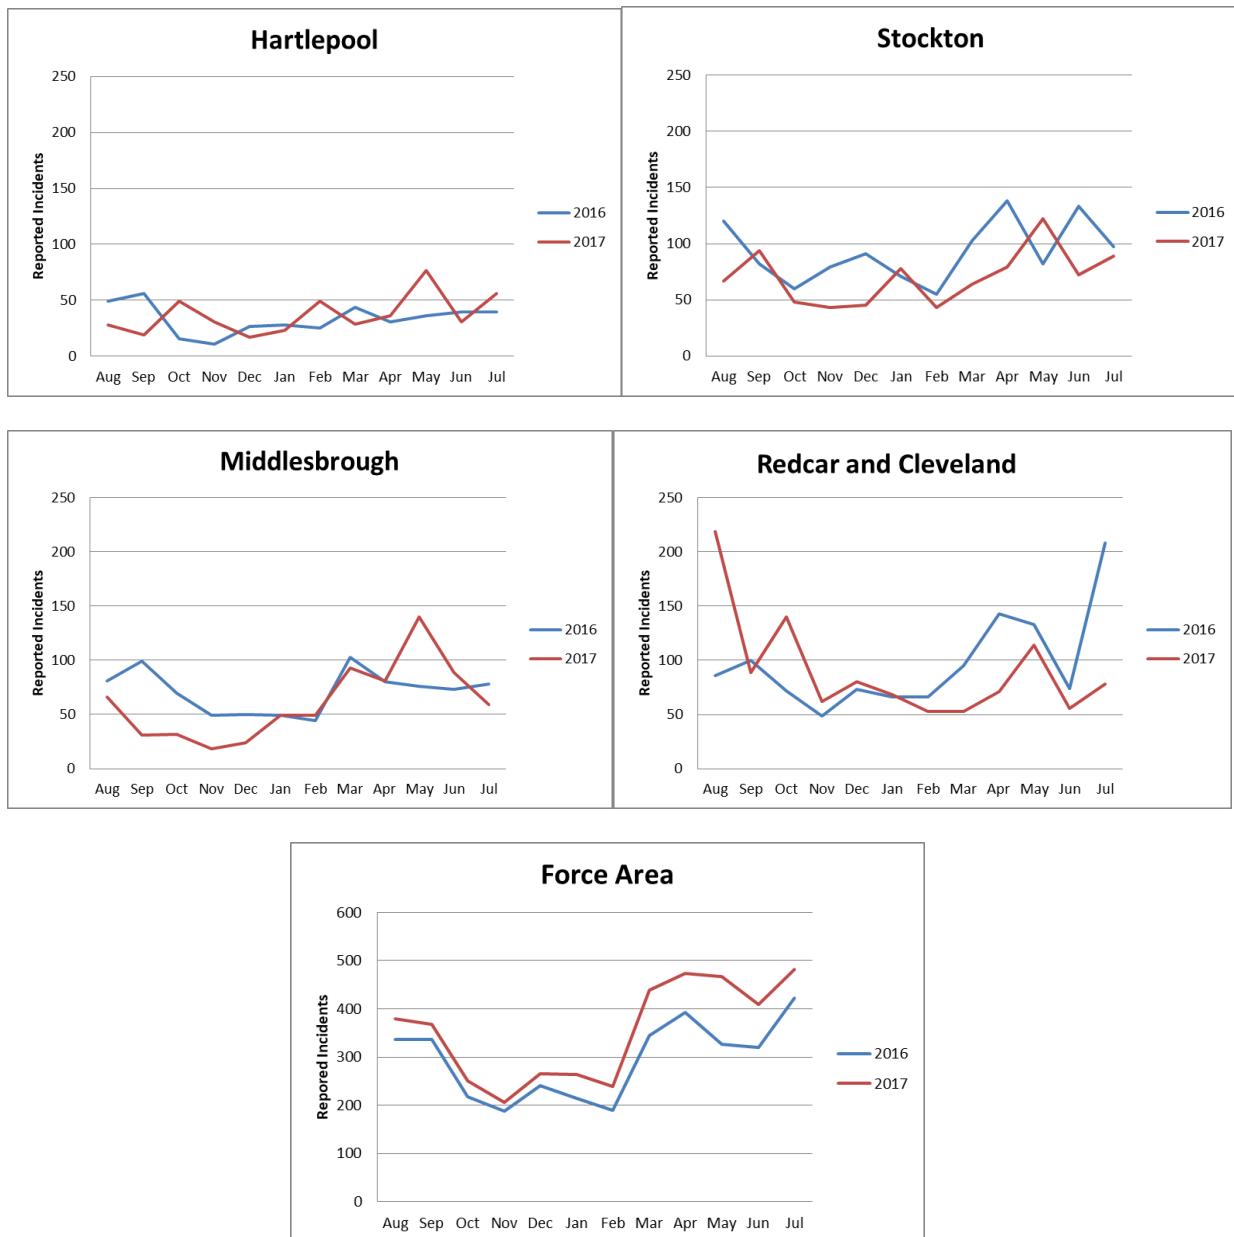 Hartlepool
250
200
150
100
50
0
Reported Incidents
Aug Sep Oct Nov Dec Jan Feb Mar Apr May Jun Jul
2016
2017
Stockton
250
200
150
100
50
0
Reported Incidents
Aug Sep Oct Nov Dec Jan Feb Mar Apr May Jun Jul
2016
2017
Middlesbrough
250
200
150
100
50
0
Reported Incidents
Aug Sep Oct Nov Dec Jan Feb Mar Apr May Jun Jul
2016
2017
Redcar and Cleveland
250
200
150
100
50
0
Reported Incidents
Aug Sep Oct Nov Dec Jan Feb Mar Apr May Jun Jul
2016
2017
Force Area
600
500
400
300
200
100
0
Repored Incidents
Aug Sep Oct Nov Dec Jan Feb Mar Apr May Jun Jul
2016
2017